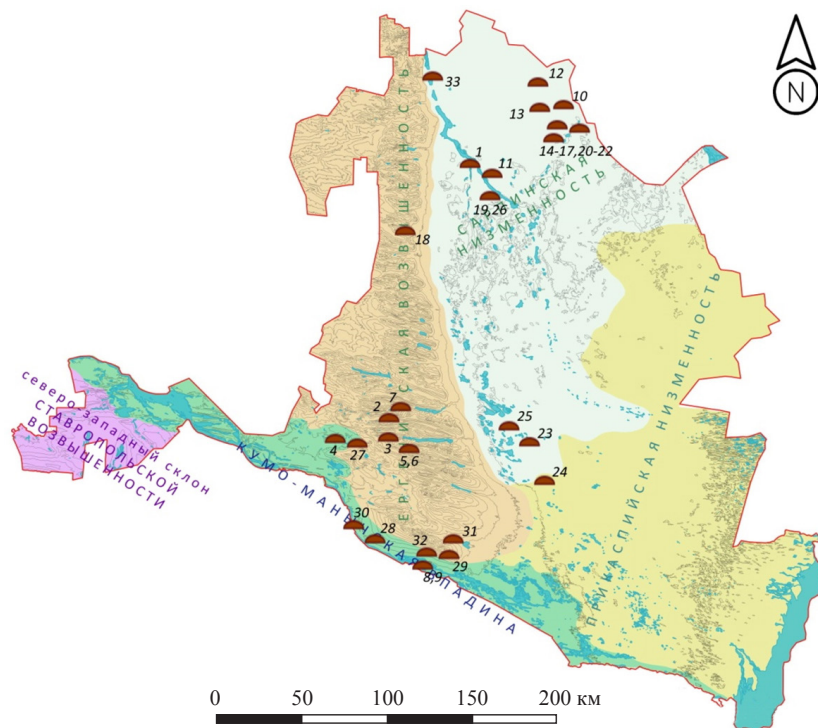 N
33
12
10
13
14-17,20-22
1
11
19,26
САРПИНСКАЯ
НИЗМЕННОСТЬ
18
ЕРГЕНИНСКАЯ ВОЗВЫШЕННОСТЬ
ПРИКАСПИЙСКАЯ НИЗМЕННОСТЬ
северо-западный склон
СТАВРОПОЛЬСКОЙ
ВОЗВЫШЕННОСТИ
7
2
25
23
4
27
3
5,6
24
КУМО-МАНЫЧСКАЯ ВПАДИНА
30
28
31
32
29
8,9
0 50 100 150 200 км